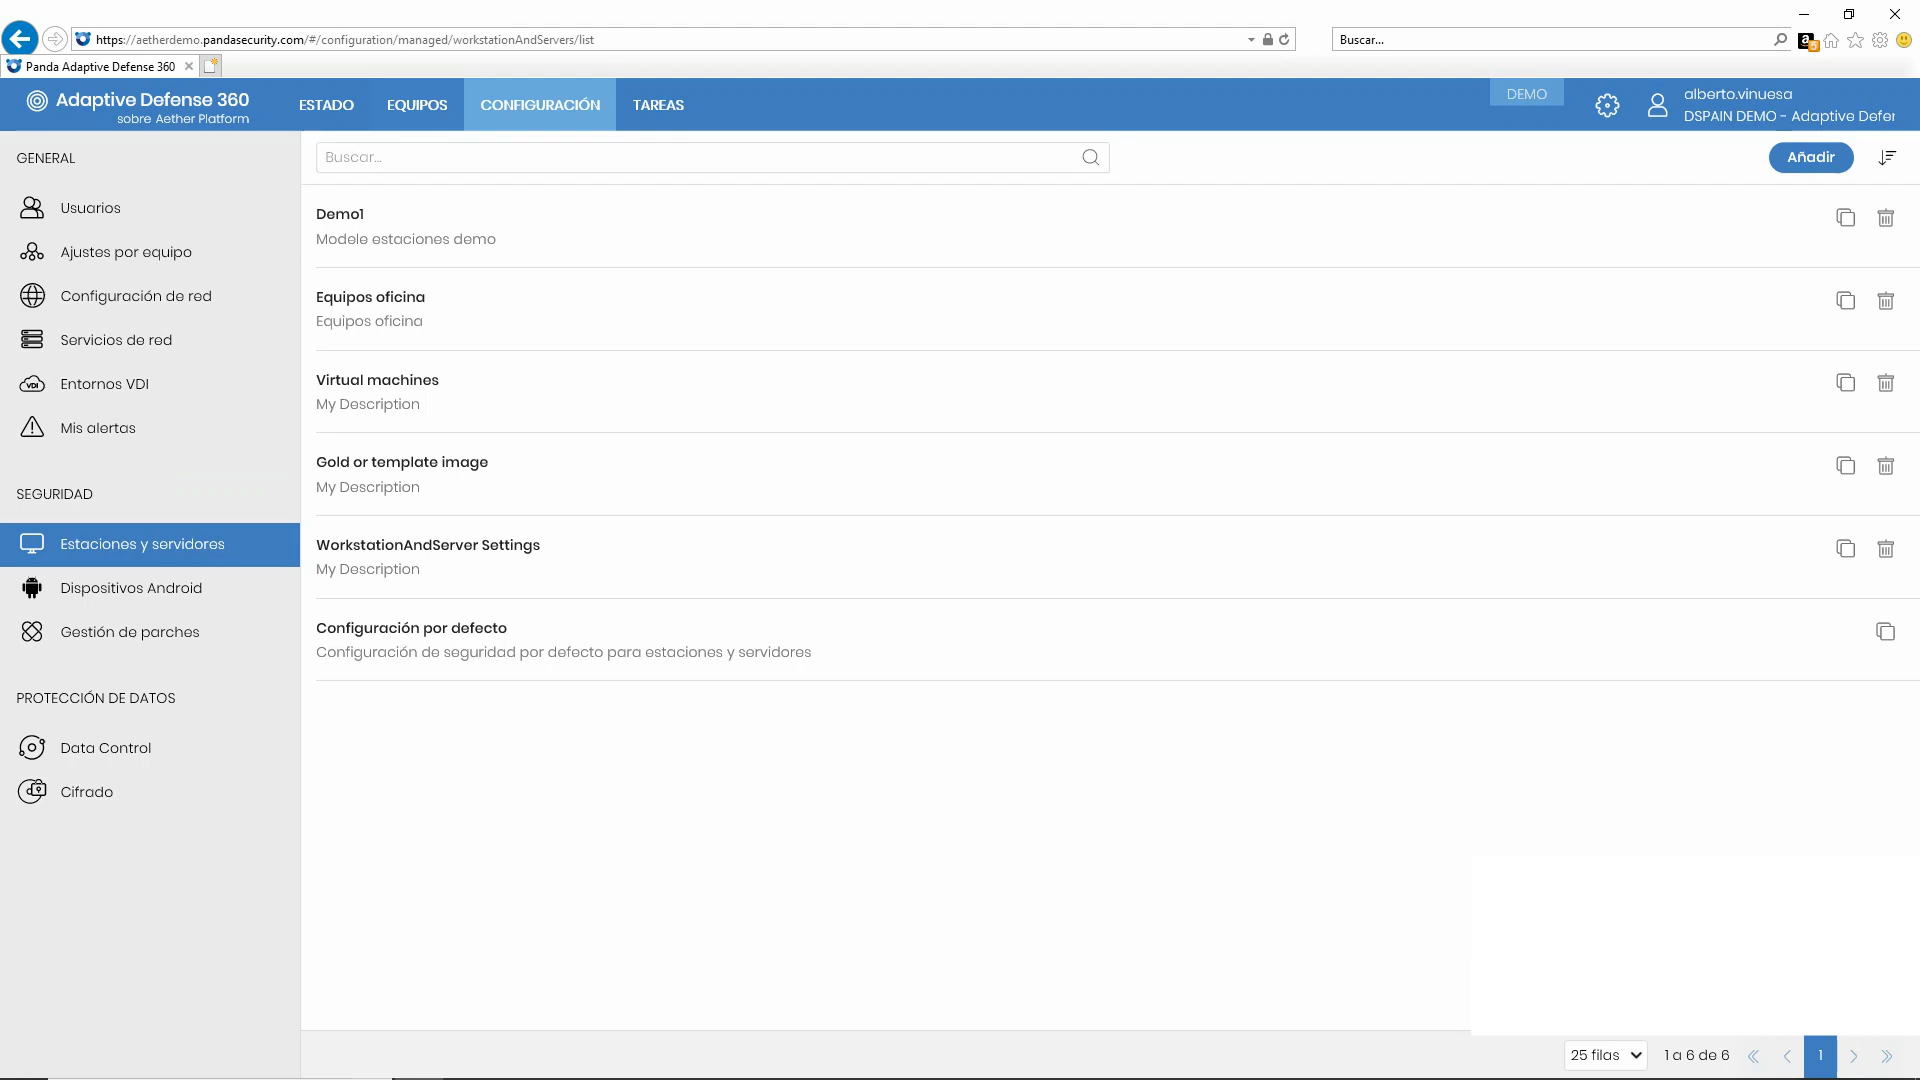 https://aetherdemo.pandasecurity.com/#/configuration/managed/workstationAndServers/list
Buscar...
Panda Adaptive Defense 360
Adaptive Defense 360
sobre Aether Platform
ESTADO
EQUIPOS
CONFIGURACIÓN
TAREAS
DEMO
alberto.vinuesa
DSPAIN DEMO - Adaptive Defer
GENERAL
Usuarios
Ajustes por equipo
Configuración de red
Servicios de red
VDI
Entornos VDI
Mis alertas
SEGURIDAD
Estaciones y servidores
Dispositivos Android
Gestión de parches
PROTECCIÓN DE DATOS
Data Control
Cifrado
Buscar...
Añadir
Demo1
Modele estaciones demo
Equipos oficina
Equipos oficina
Virtual machines
My Description
Gold or template image
My Description
WorkstationAndServer Settings
My Description
Configuración por defecto
Configuración de seguridad por defecto para estaciones y servidores
25 filas
1 a 6 de 6
1